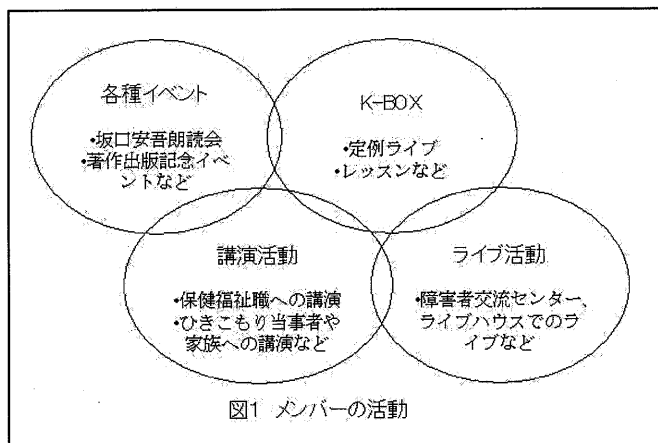 各種イベント
・坂口安吾朗読会
・著作出版記念イベ
ントなど
K-BOX
・定例ライブ
・レッスンなど
講演活動
・保健福祉職への講演
・ひきこもり当事者や
家族への講演など
ライブ活動
・障害者交流センター、
ライブハウスでのラ
イブなど
図1 メンバーの活動